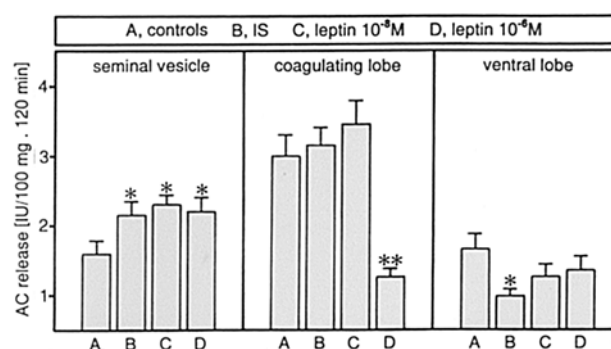 A, controls B, IS C, leptin 10⁻⁸M D, leptin 10⁻⁶M
seminal vesicle coagulating lobe ventral lobe
AC release [IU/100 mg . 120 min]
4
3
2
1
* * *
**
*
A B C D A B C D A B C D